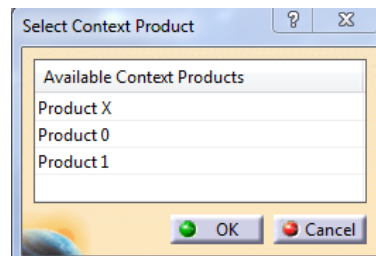 Select Context Product
Available Context Products
Product X
Product 0
Product 1
OK Cancel